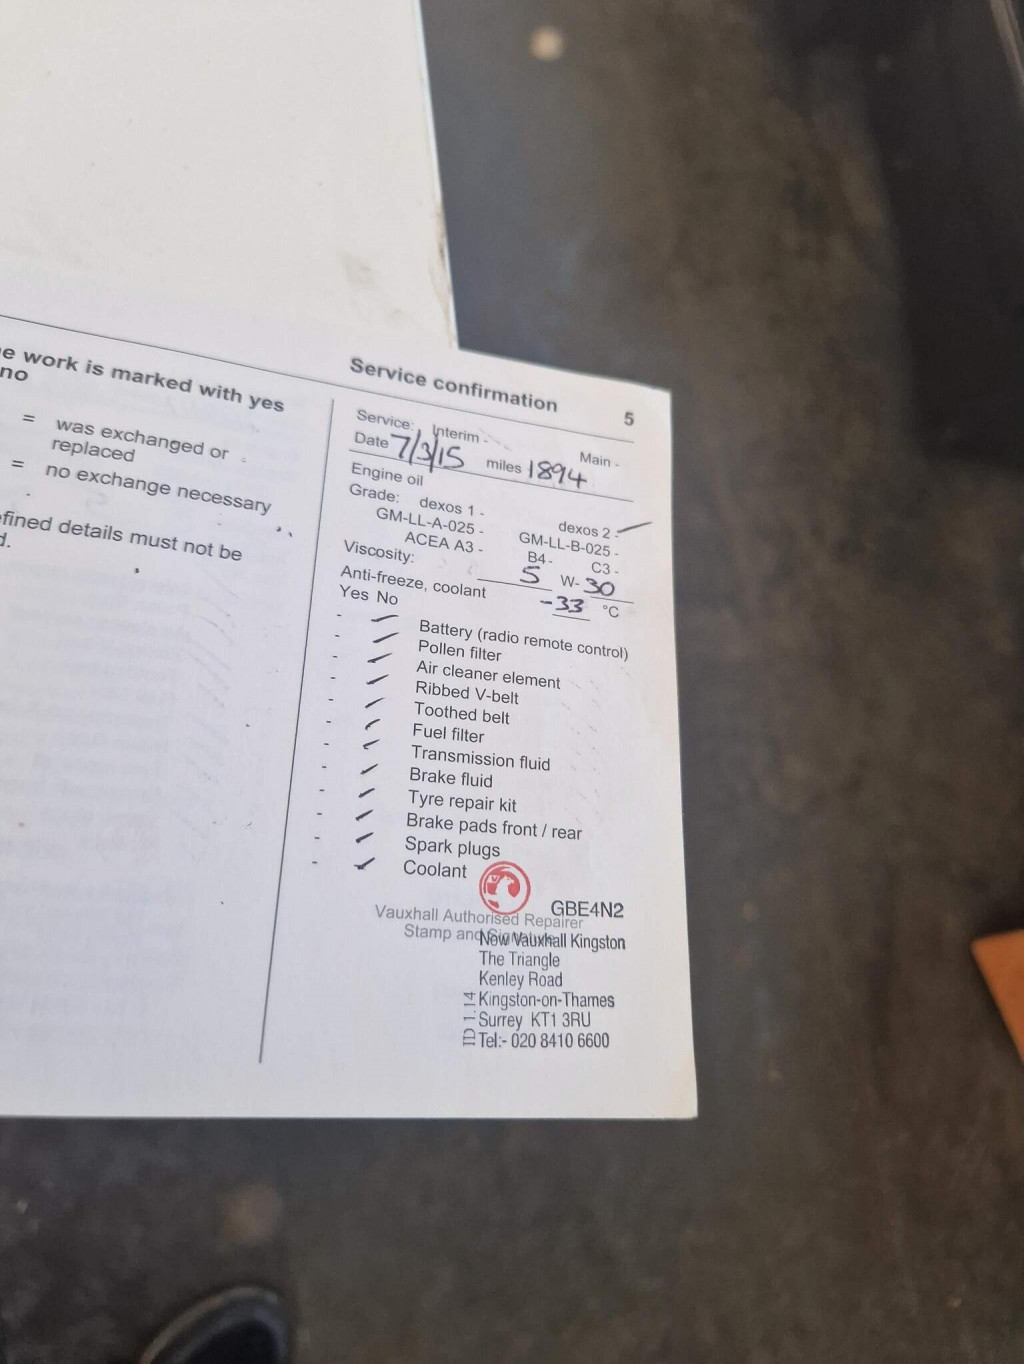 e work is marked with yes
no
= was exchanged or
replaced
= no exchange necessary
fined details must not be
d.
Service confirmation 5
Service: Interim - Main -
Date 7/3/15 miles 1894
Engine oil
Grade: dexos 1 - dexos 2 -
GM-LL-A-025 - GM-LL-B-025 -
ACEA A3 - B4 - C3 -
Viscosity: 5 W- 30
Anti-freeze, coolant -33 °C
Yes No
- Battery (radio remote control)
- Pollen filter
- Air cleaner element
- Ribbed V-belt
- Toothed belt
- Fuel filter
- Transmission fluid
- Brake fluid
- Tyre repair kit
- Brake pads front / rear
- Spark plugs
- Coolant
GBE4N2
Vauxhall Authorised Repairer
Stamp and
Now Vauxhall Kingston
The Triangle
Kenley Road
Kingston-on-Thames
Surrey KT1 3RU
Tel:- 020 8410 6600
TD 1.14